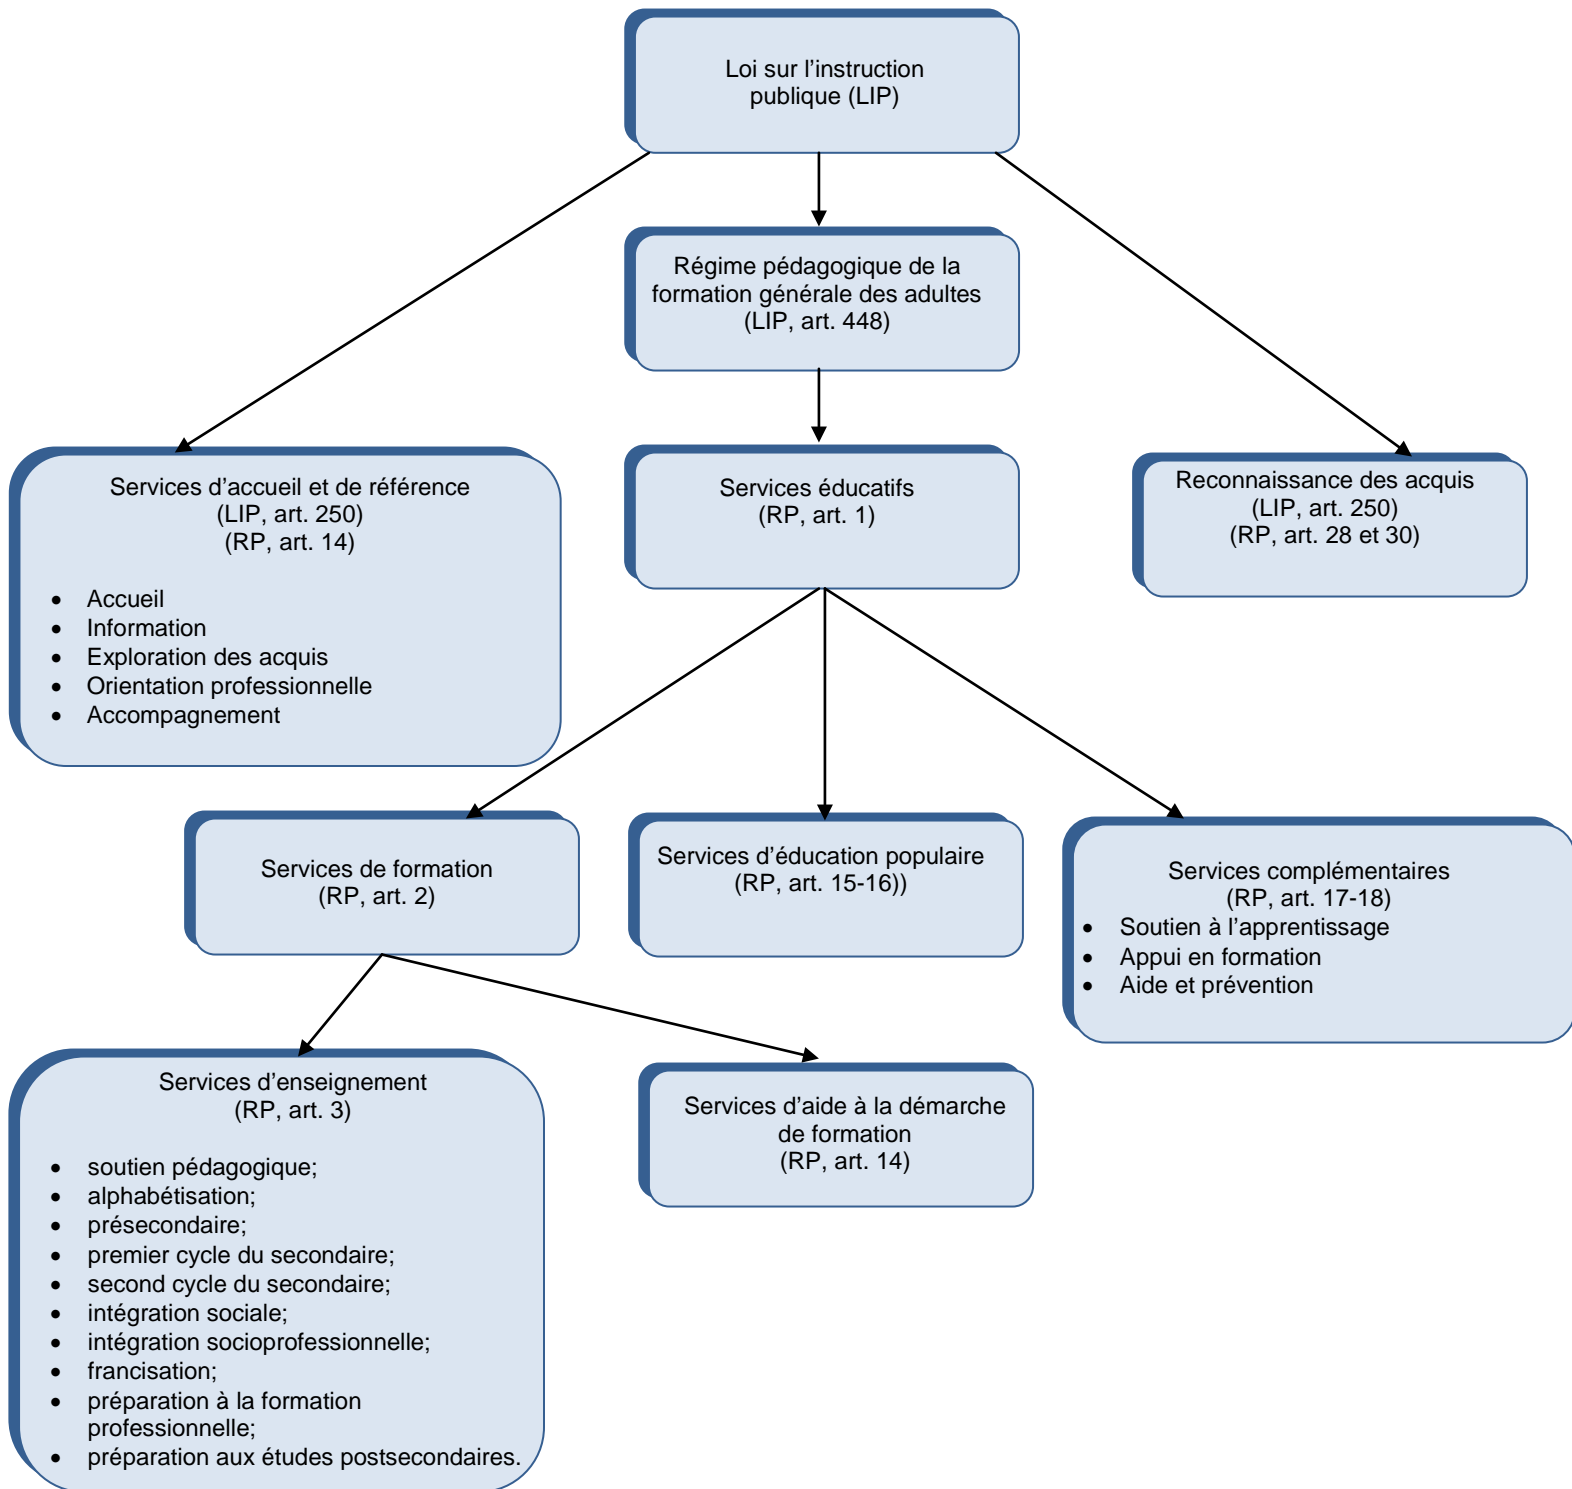 Loi sur l’instruction
publique (LIP)
Régime pédagogique de la
formation générale des adultes
(LIP, art. 448)
Services d’accueil et de référence
(LIP, art. 250)
(RP, art. 14)
• Accueil
• Information
• Exploration des acquis
• Orientation professionnelle
• Accompagnement
Services éducatifs
(RP, art. 1)
Reconnaissance des acquis
(LIP, art. 250)
(RP, art. 28 et 30)
Services de formation
(RP, art. 2)
Services d’éducation populaire
(RP, art. 15-16))
Services complémentaires
(RP, art. 17-18)
• Soutien à l’apprentissage
• Appui en formation
• Aide et prévention
Services d’enseignement
(RP, art. 3)
• soutien pédagogique;
• alphabétisation;
• présecondaire;
• premier cycle du secondaire;
• second cycle du secondaire;
• intégration sociale;
• intégration socioprofessionnelle;
• francisation;
• préparation à la formation
professionnelle;
• préparation aux études postsecondaires.
Services d’aide à la démarche
de formation
(RP, art. 14)